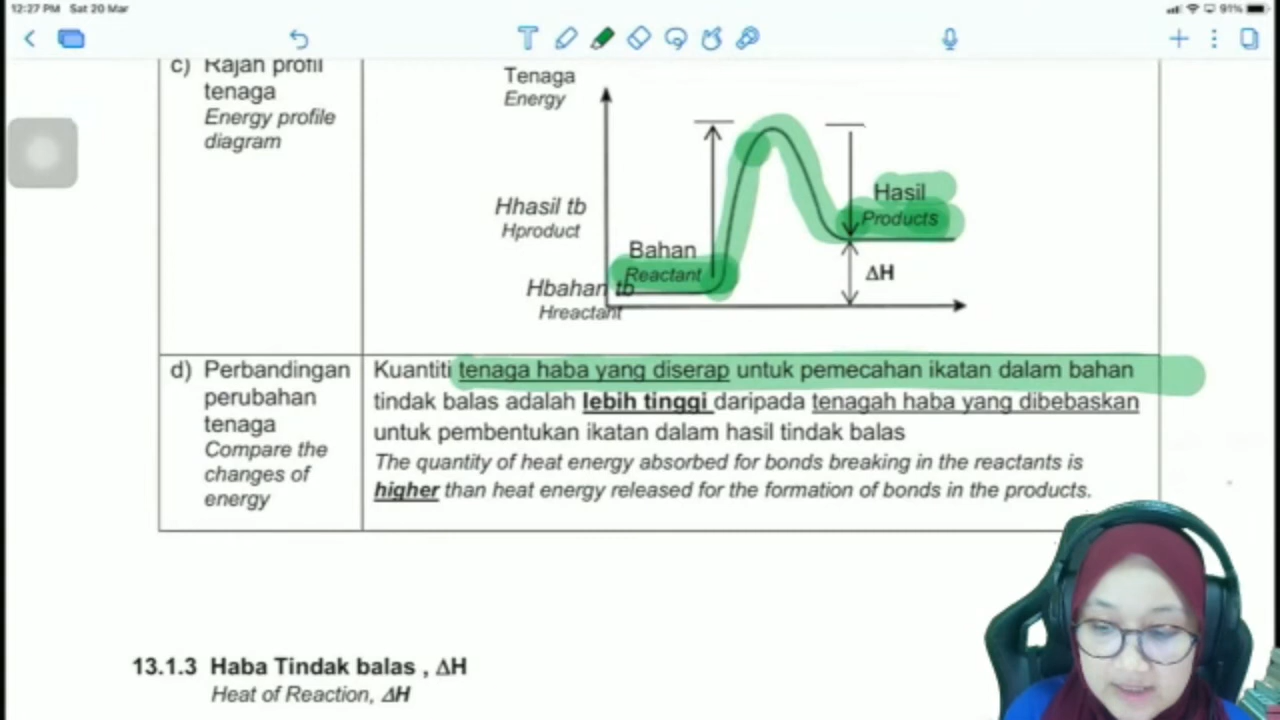 12:27 PM Sat 20 Mar
91%
T
c) Rajah profil
tenaga
Energy profile
diagram
Tenaga
Energy
Hhasil tb
Hproduct
Hbahan tb
Hreactant
Bahan
Reactant
Hasil
Products
ΔH
d) Perbandingan
perubahan
tenaga
Compare the
changes of
energy
Kuantiti tenaga haba yang diserap untuk pemecahan ikatan dalam bahan
tindak balas adalah lebih tinggi daripada tenagah haba yang dibebaskan
untuk pembentukan ikatan dalam hasil tindak balas
The quantity of heat energy absorbed for bonds breaking in the reactants is
higher than heat energy released for the formation of bonds in the products.
13.1.3 Haba Tindak balas , ΔH
Heat of Reaction, ΔH